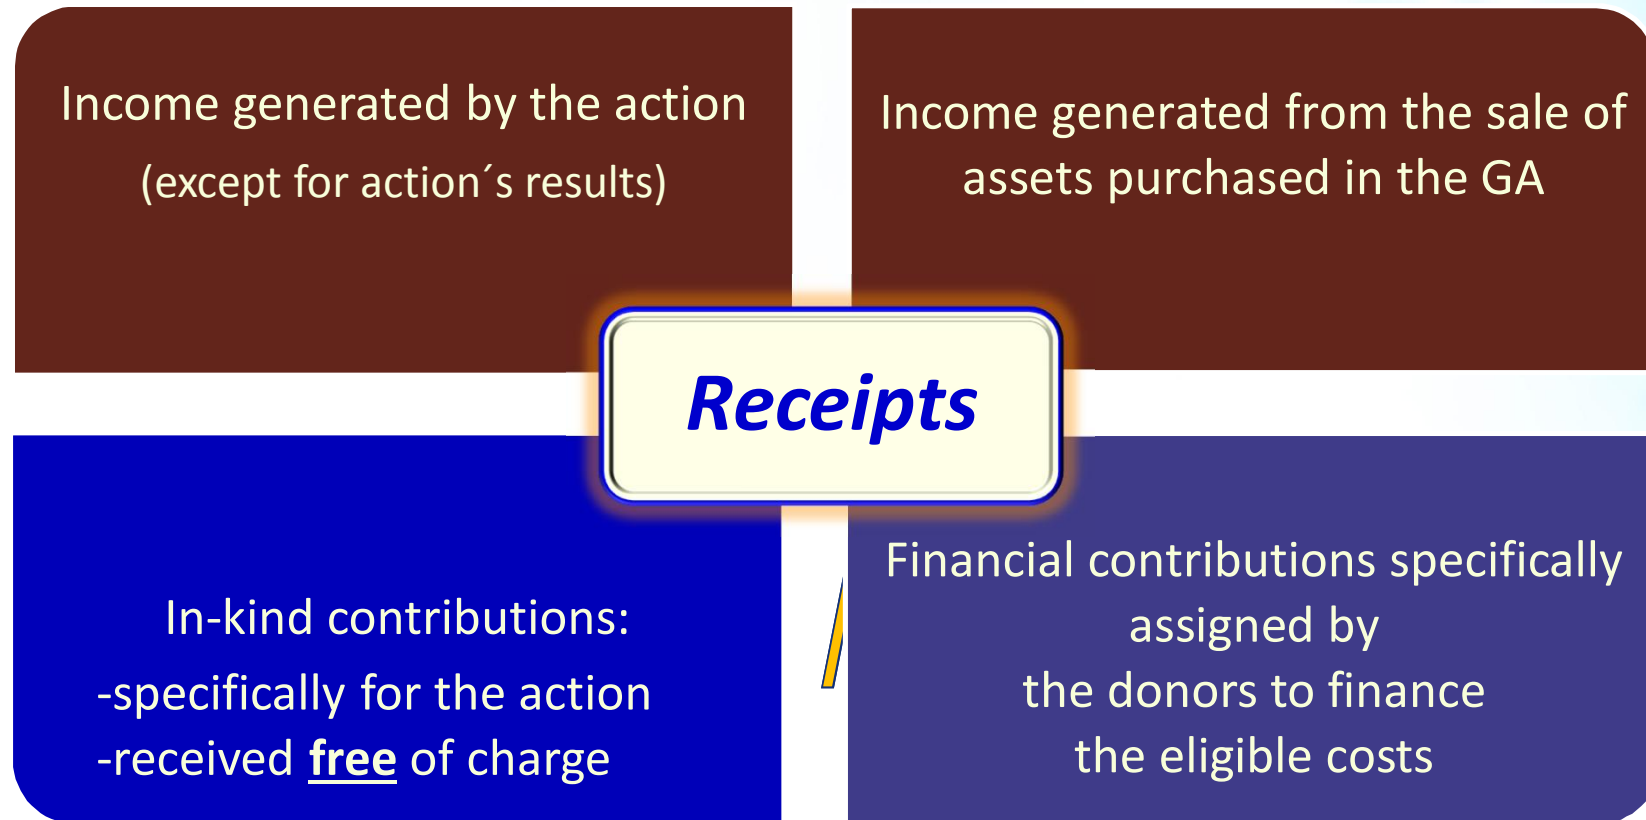 Income generated by the action
(except for action´s results)
Income generated from the sale of
assets purchased in the GA
Receipts
In-kind contributions:
-specifically for the action
-received free of charge
Financial contributions specifically
assigned by
the donors to finance
the eligible costs